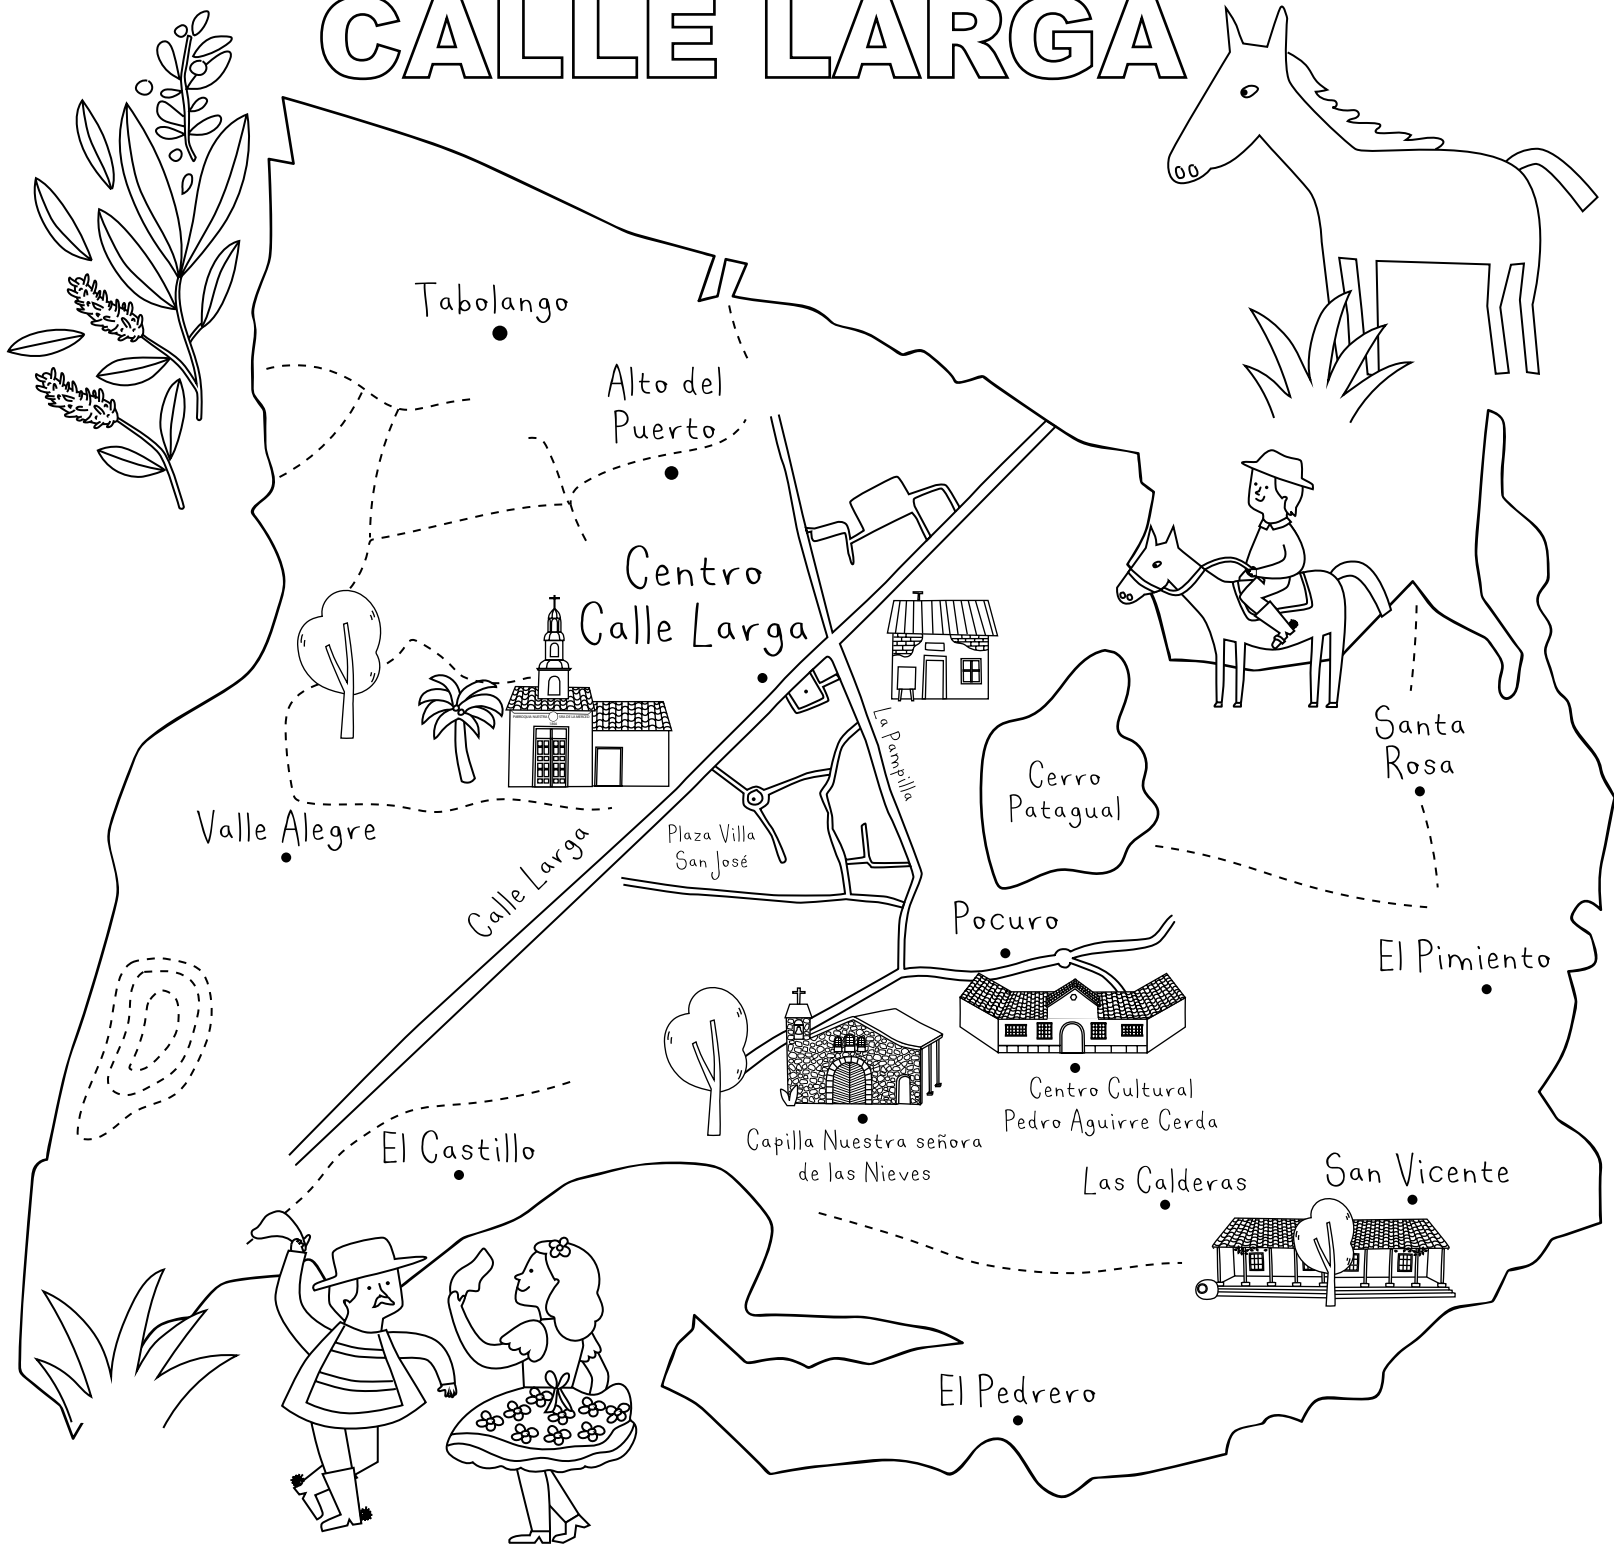 CALLE LARGA
Tabolango
Alto del
Puerto
Centro
Calle Larga
La Pampilla
Santa
Rosa
Cerro
Patagual
Valle Alegre
Plaza Villa
San José
Calle Larga
Pocuro
El Pimiento
Centro Cultural
Pedro Aguirre Cerda
Capilla Nuestra señora
de las Nieves
El Castillo
Las Calderas
San Vicente
El Pedrero